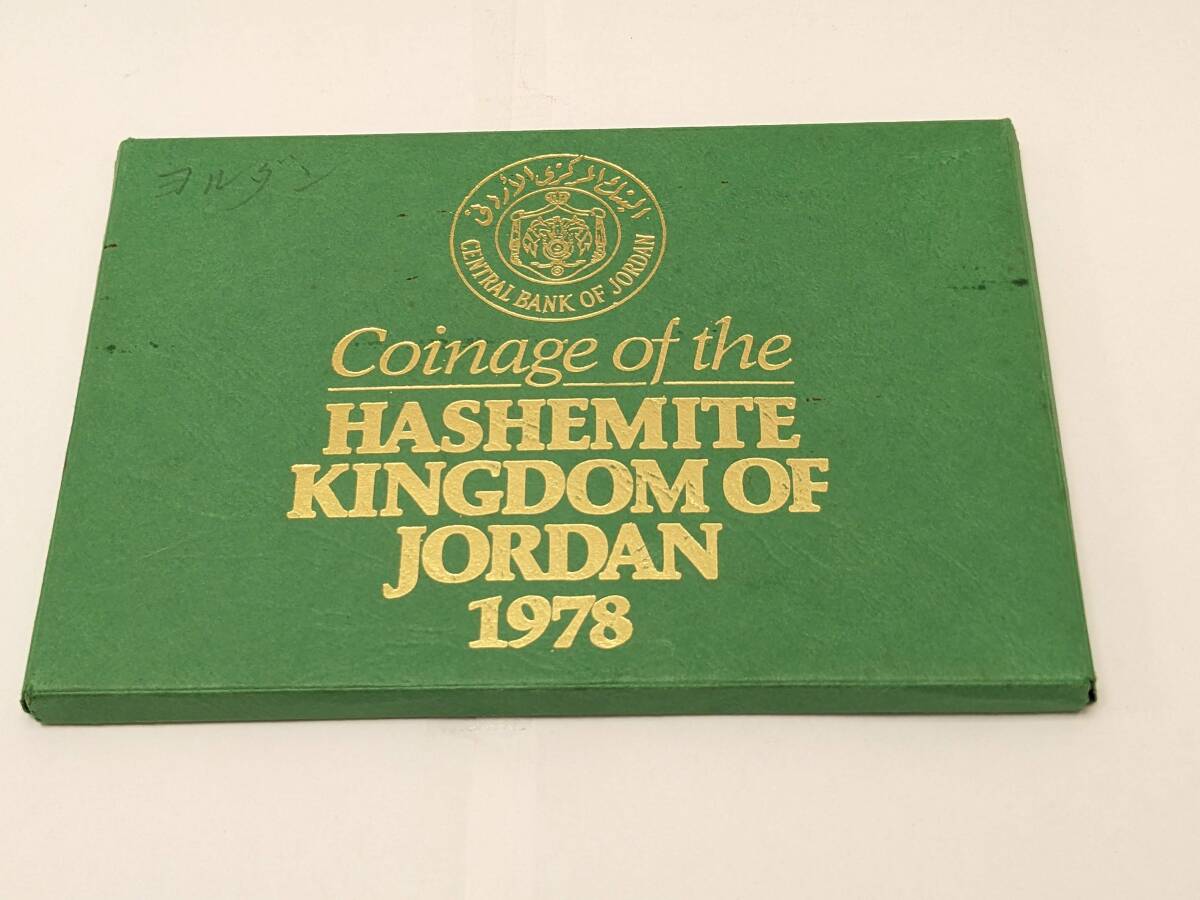 ヨルダン
البنك المركزي الأردني
CENTRAL BANK OF JORDAN
Coinage of the
HASHEMITE
KINGDOM OF
JORDAN
1978